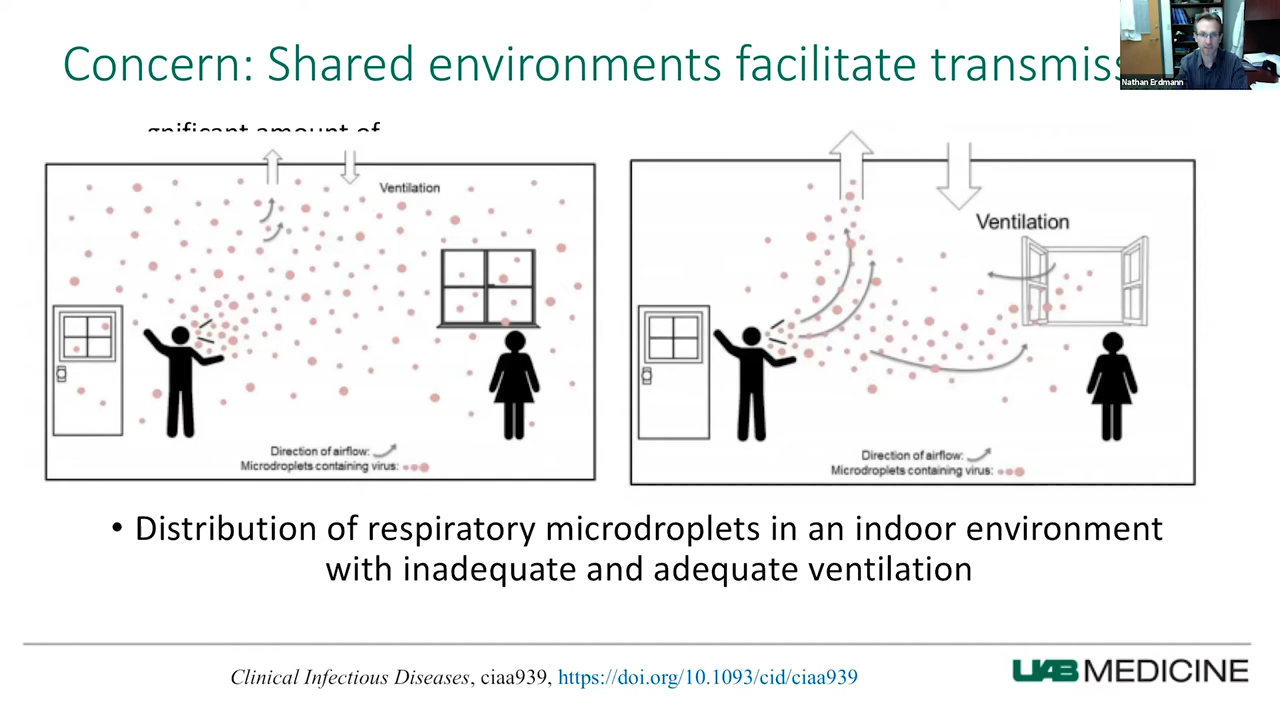 Concern: Shared environments facilitate transmiss
Nathan Erdmann
gnificant amount of
Ventilation
Direction of airflow:
Microdroplets containing virus:
Ventilation
Direction of airflow:
Microdroplets containing virus:
• Distribution of respiratory microdroplets in an indoor environment
with inadequate and adequate ventilation
Clinical Infectious Diseases, ciaa939, https://doi.org/10.1093/cid/ciaa939
UAB MEDICINE